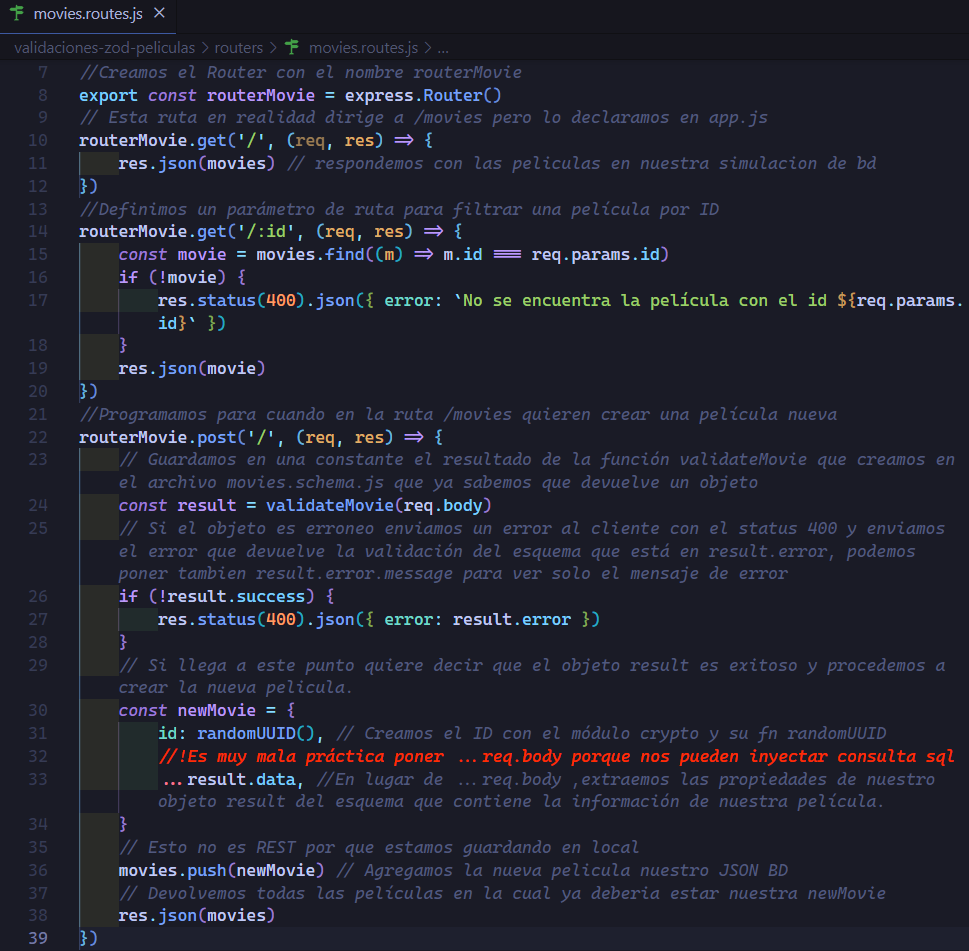 movies.routes.js ×
validaciones-zod-peliculas > routers > movies.routes.js > ...
7 //Creamos el Router con el nombre routerMovie
8 export const routerMovie = express.Router()
9 // Esta ruta en realidad dirige a /movies pero lo declaramos en app.js
10 routerMovie.get('/', (req, res) => {
11 res.json(movies) // respondemos con las peliculas en nuestra simulacion de bd
12 })
13 //Definimos un parámetro de ruta para filtrar una película por ID
14 routerMovie.get('/:id', (req, res) => {
15 const movie = movies.find((m) => m.id === req.params.id)
16 if (!movie) {
17 res.status(400).json({ error: `No se encuentra la película con el id ${req.params.
id}` })
18 }
19 res.json(movie)
20 })
21 //Programamos para cuando en la ruta /movies quieren crear una película nueva
22 routerMovie.post('/', (req, res) => {
23 // Guardamos en una constante el resultado de la función validateMovie que creamos en
el archivo movies.schema.js que ya sabemos que devuelve un objeto
24 const result = validateMovie(req.body)
25 // Si el objeto es erroneo enviamos un error al cliente con el status 400 y enviamos
el error que devuelve la validación del esquema que está en result.error, podemos
poner tambien result.error.message para ver solo el mensaje de error
26 if (!result.success) {
27 res.status(400).json({ error: result.error })
28 }
29 // Si llega a este punto quiere decir que el objeto result es exitoso y procedemos a
crear la nueva pelicula.
30 const newMovie = {
31 id: randomUUID(), // Creamos el ID con el módulo crypto y su fn randomUUID
32 //!Es muy mala práctica poner ...req.body porque nos pueden inyectar consulta sql
33 ...result.data, //En lugar de ...req.body ,extraemos las propiedades de nuestro
objeto result del esquema que contiene la información de nuestra película.
34 }
35 // Esto no es REST por que estamos guardando en local
36 movies.push(newMovie) // Agregamos la nueva pelicula nuestro JSON BD
37 // Devolvemos todas las películas en la cual ya deberia estar nuestra newMovie
38 res.json(movies)
39 })